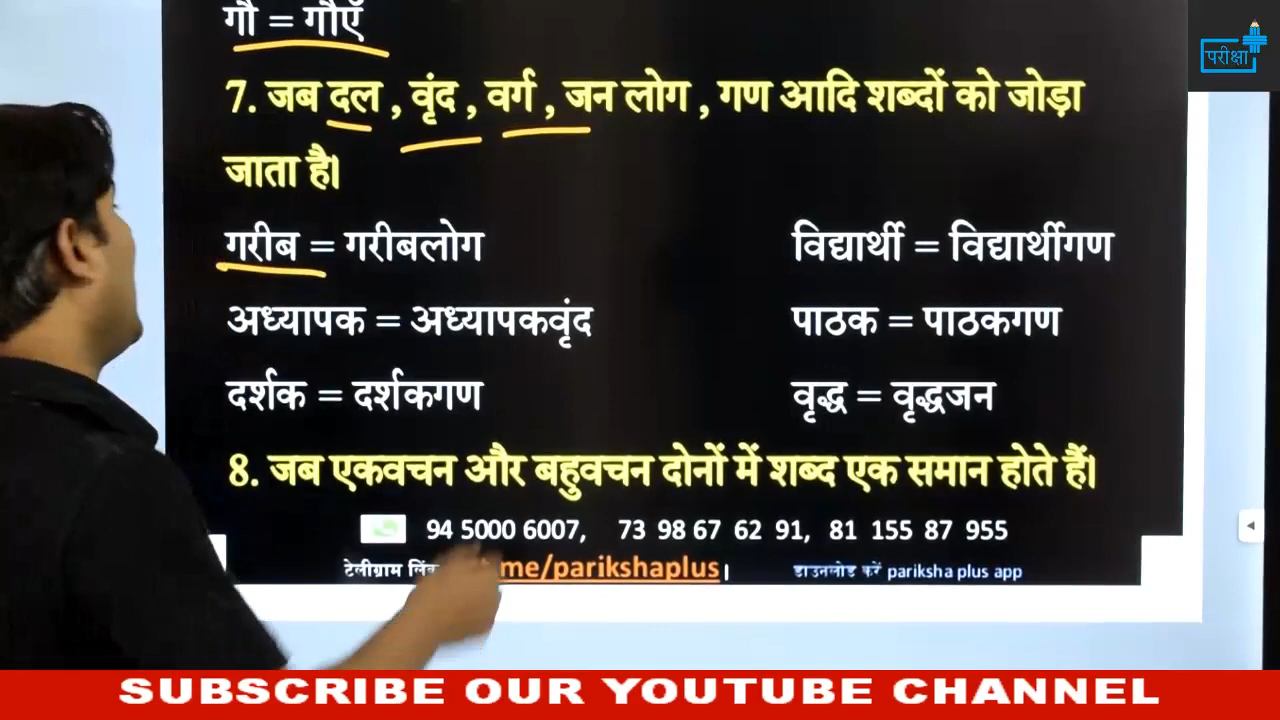 गौ = गौएँ
परीक्षा
7. जब दल , वृंद , वर्ग , जन लोग , गण आदि शब्दों को जोड़ा
जाता है।
गरीब = गरीबलोग विद्यार्थी = विद्यार्थीगण
अध्यापक = अध्यापकवृंद पाठक = पाठकगण
दर्शक = दर्शकगण वृद्ध = वृद्धजन
8. जब एकवचन और बहुवचन दोनों में शब्द एक समान होते हैं।
94 5000 6007, 73 98 67 62 91, 81 155 87 955
टेलीग्राम me/parikshaplus । डाउनलोड करें pariksha plus app
SUBSCRIBE OUR YOUTUBE CHANNEL